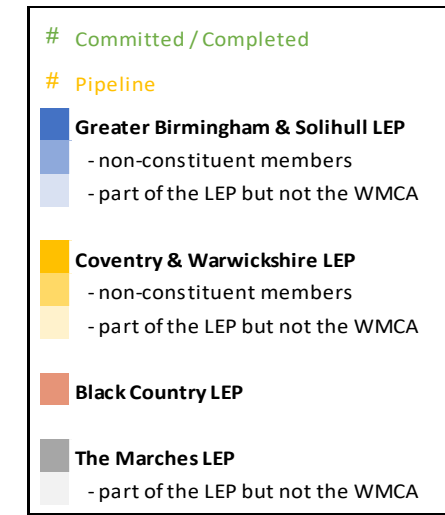 # Committed / Completed
# Pipeline
Greater Birmingham & Solihull LEP
- non-constituent members
- part of the LEP but not the WMCA
Coventry & Warwickshire LEP
- non-constituent members
- part of the LEP but not the WMCA
Black Country LEP
The Marches LEP
- part of the LEP but not the WMCA